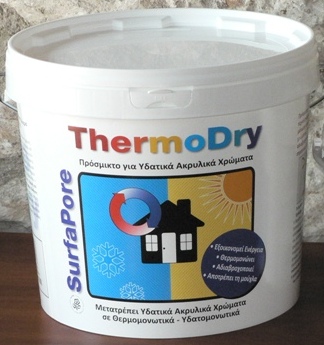 ThermoDry
Πρόσμικτο για Υδατικά Ακρυλικά Χρώματα
SurfaPore
• Εξοικονομεί Ενέργεια
• Θερμομονώνει
• Αδιαβροχοποιεί
• Αποτρέπει τη μούχλα
Μετατρέπει Υδατικά Ακρυλικά Χρώματα
σε Θερμομονωτικά - Υδατομονωτικά